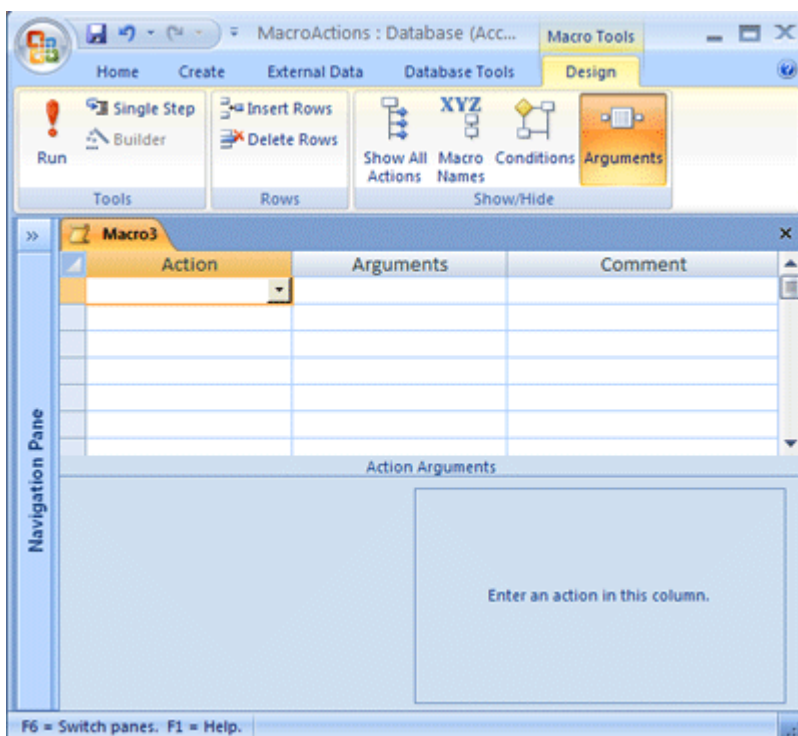 MacroActions : Database (Acc...
Macro Tools
Home Create External Data Database Tools Design
Run
Single Step
Builder
Tools
Insert Rows
Delete Rows
Rows
Show All Actions
XYZ
Macro Names
Conditions
Arguments
Show/Hide
Macro3
Action Arguments Comment
Navigation Pane
Action Arguments
Enter an action in this column.
F6 = Switch panes. F1 = Help.